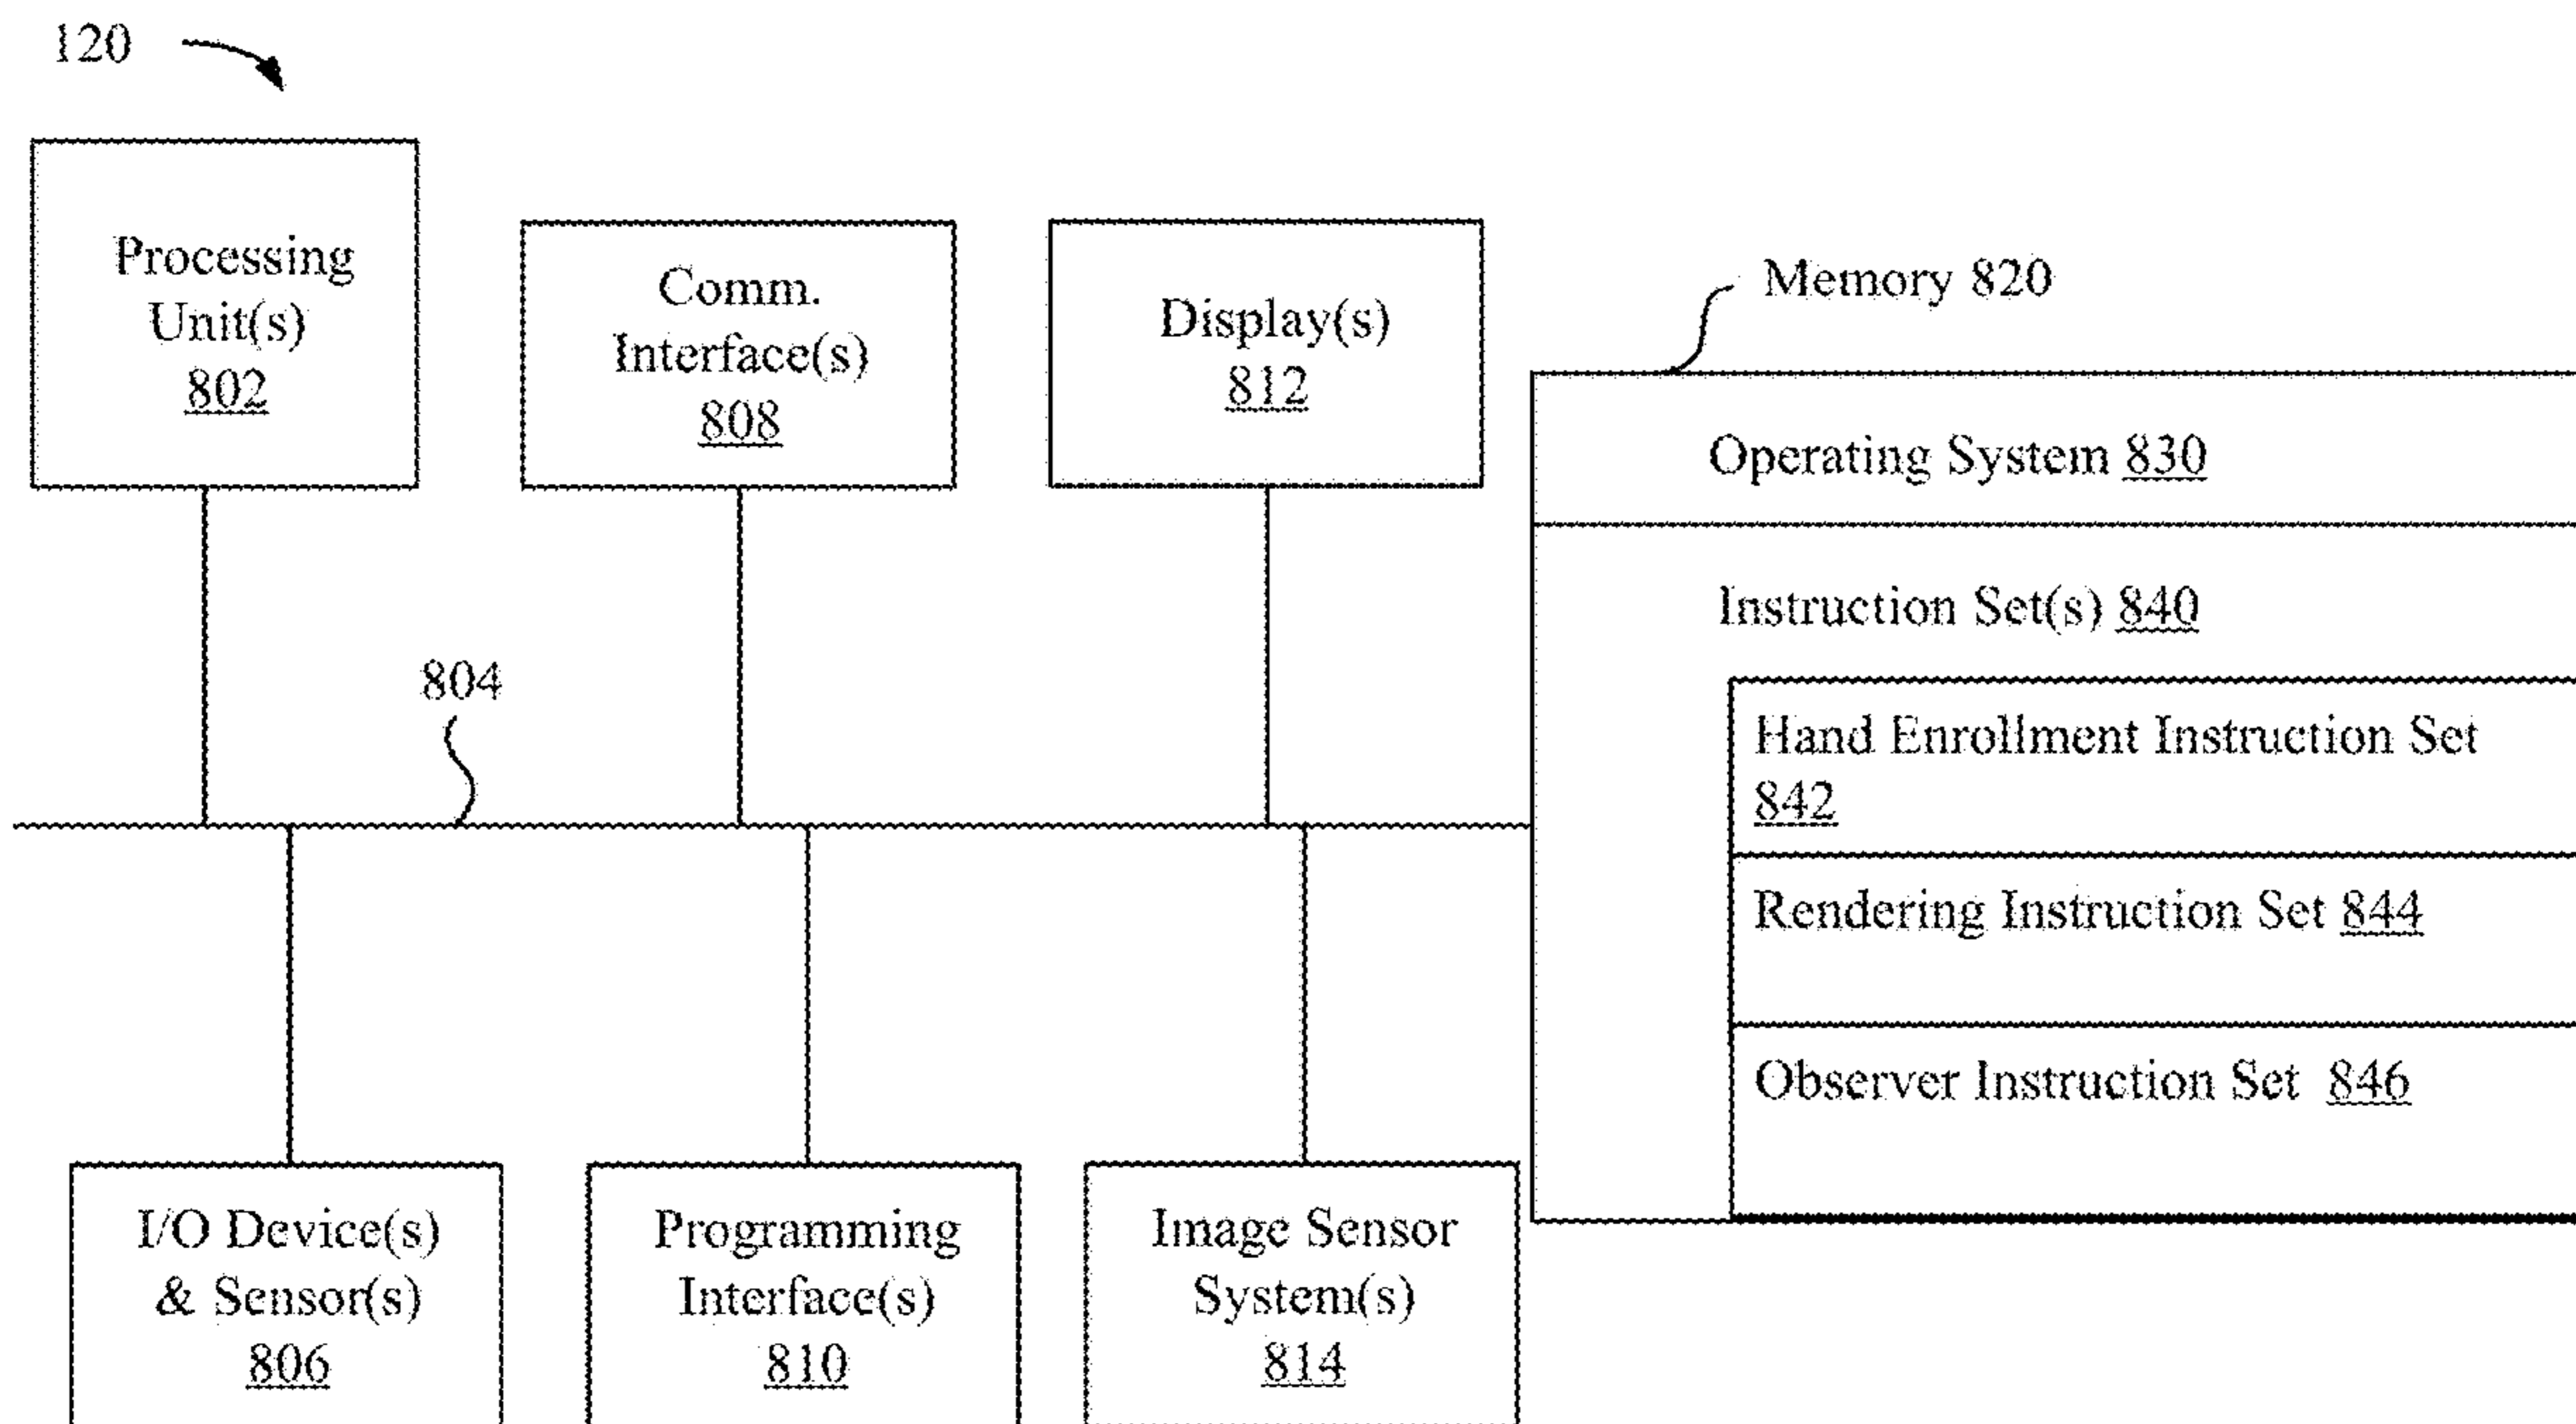 120
Processing
Unit(s)
802
Comm.
Interface(s)
808
Display(s)
812
Memory 820
Operating System 830
Instruction Set(s) 840
Hand Enrollment Instruction Set
842
Rendering Instruction Set 844
Observer Instruction Set 846
804
I/O Device(s)
& Sensor(s)
806
Programming
Interface(s)
810
Image Sensor
System(s)
814